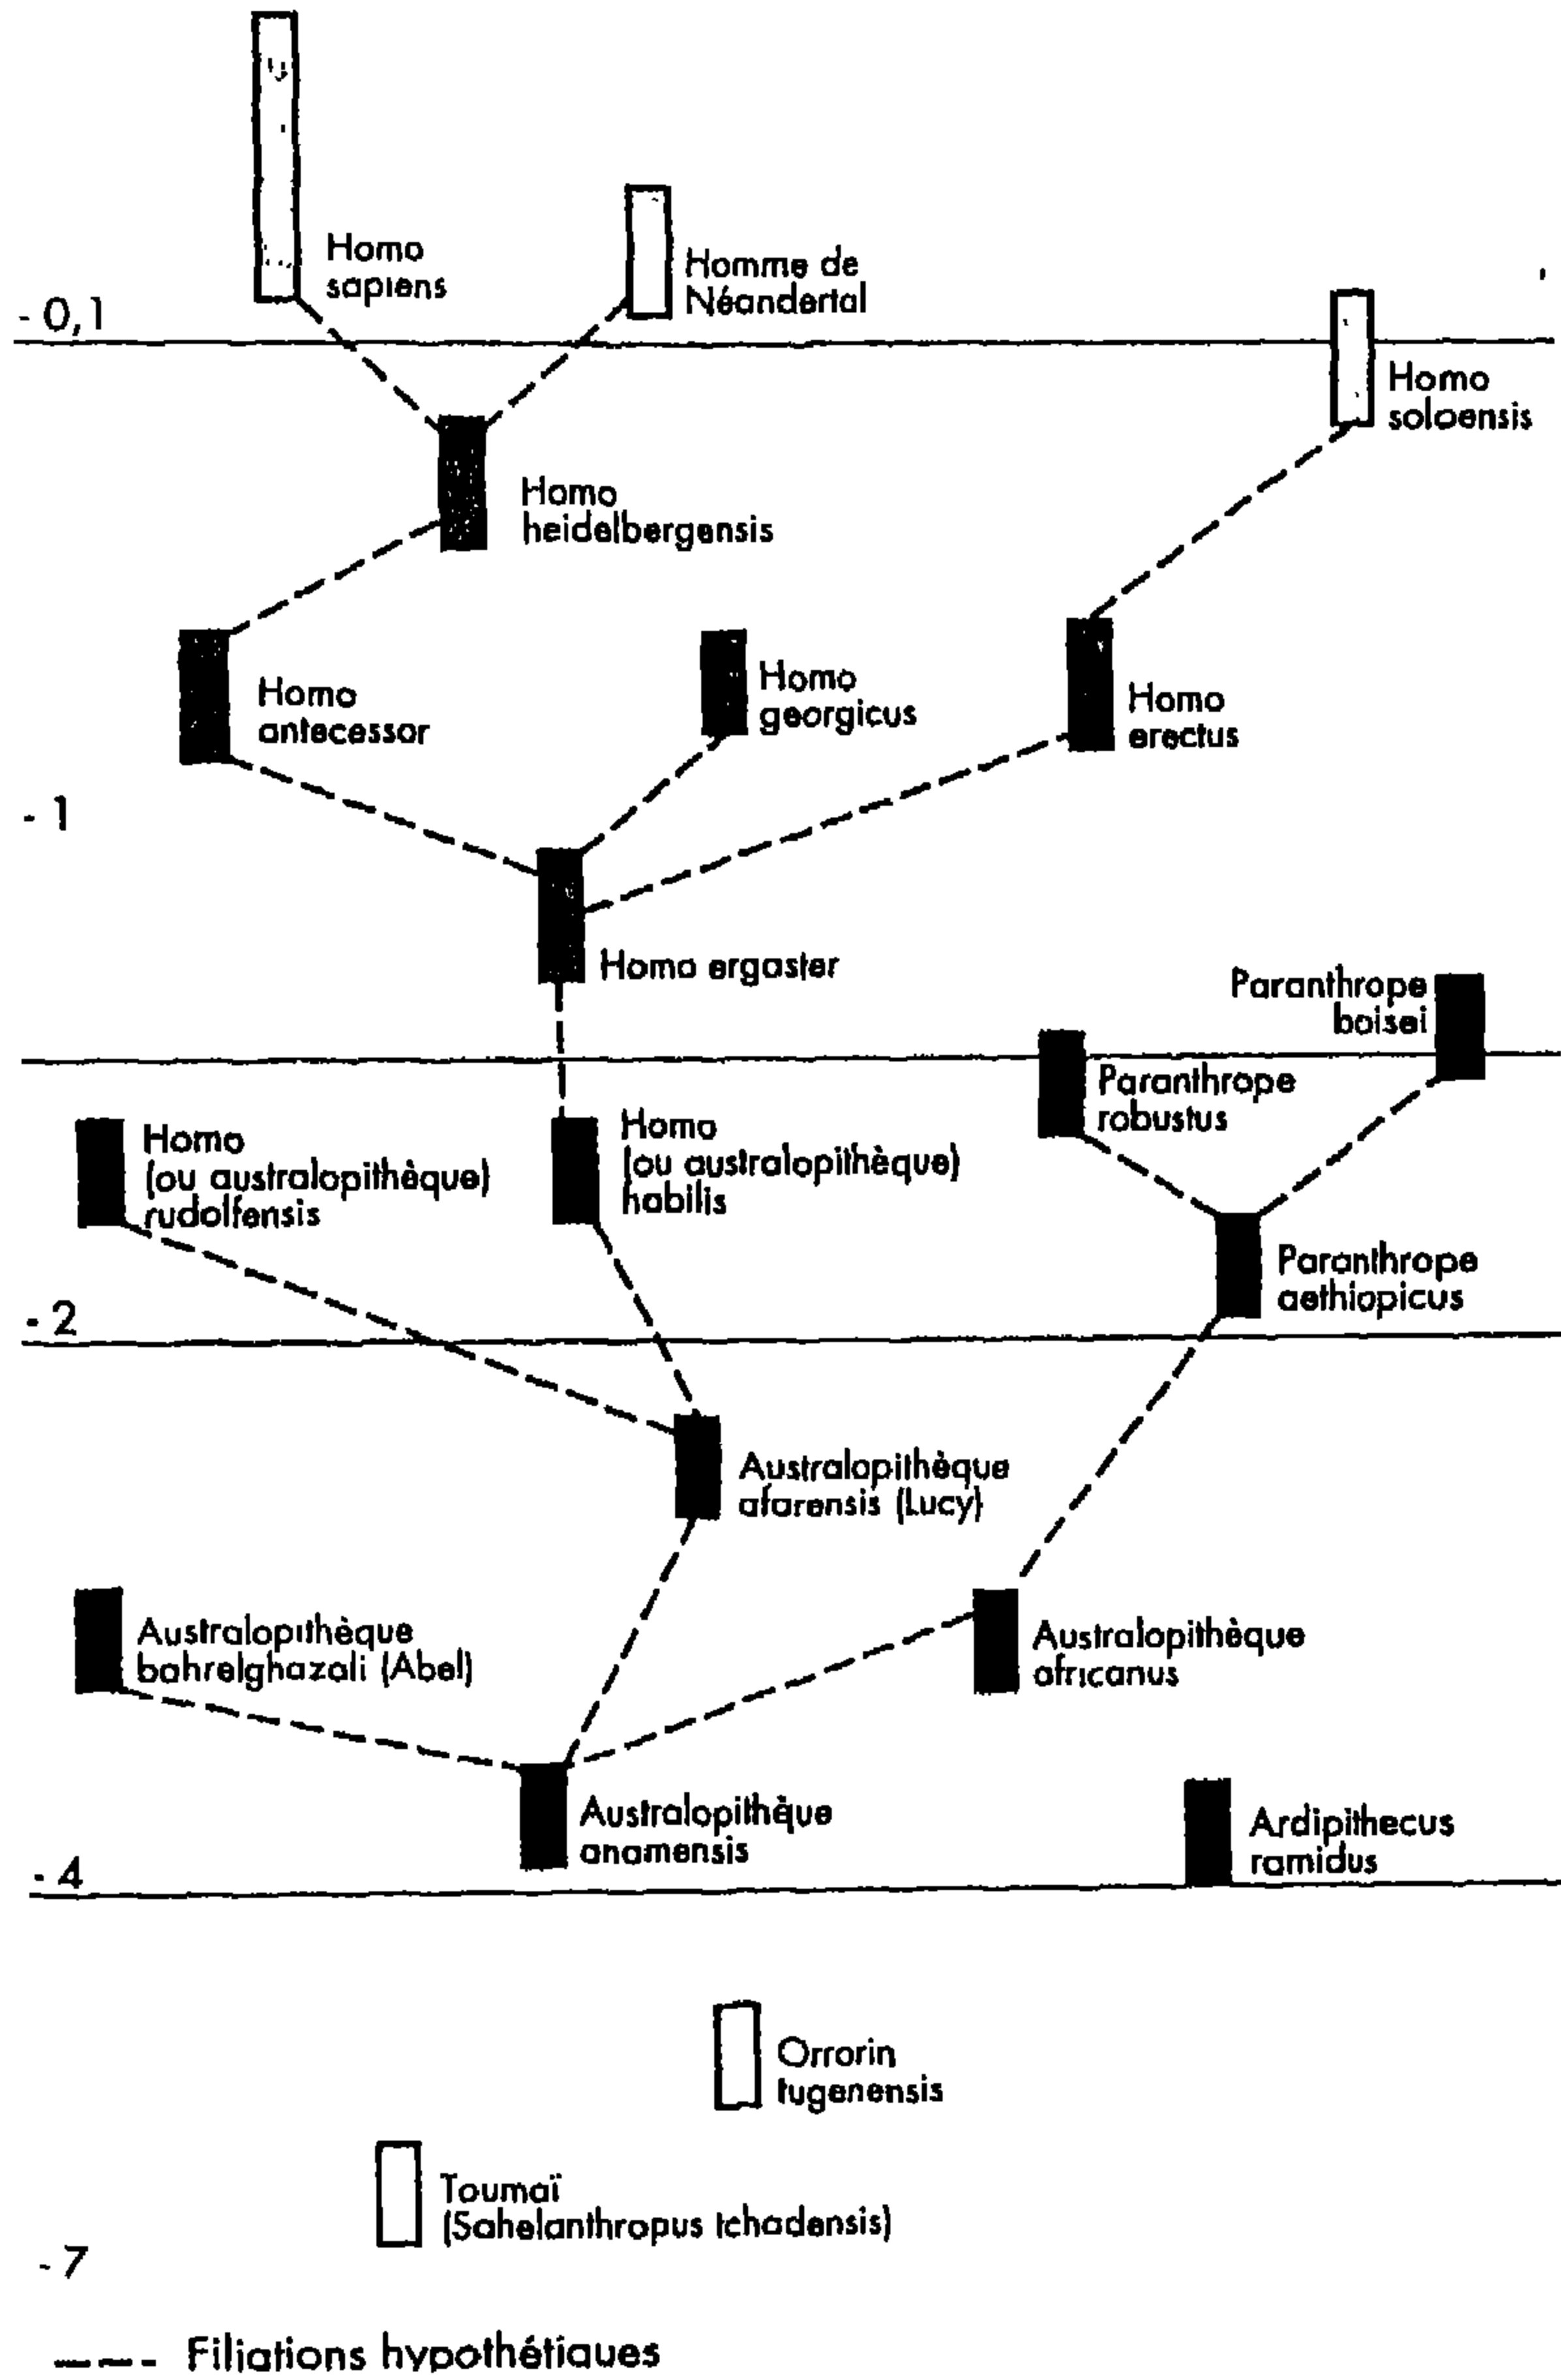 Homo
sapiens
Homme de
Néandertal
- 0,1
Homo
soloensis
Homo
heidelbergensis
Homo
antecessor
Homo
georgicus
Homo
erectus
- 1
Homo ergaster
Paranthrope
boisei
Paranthrope
robustus
Homo
(ou australopithèque)
rudolfensis
Homo
(ou australopithèque)
habilis
Paranthrope
aethiopicus
- 2
Australopithèque
afarensis (Lucy)
Australopithèque
bahrelghazali (Abel)
Australopithèque
africanus
Australopithèque
anamensis
Ardipithecus
ramidus
- 4
Orrorin
tugenensis
Toumaï
(Sahelanthropus tchadensis)
- 7
Filiations hypothétiques